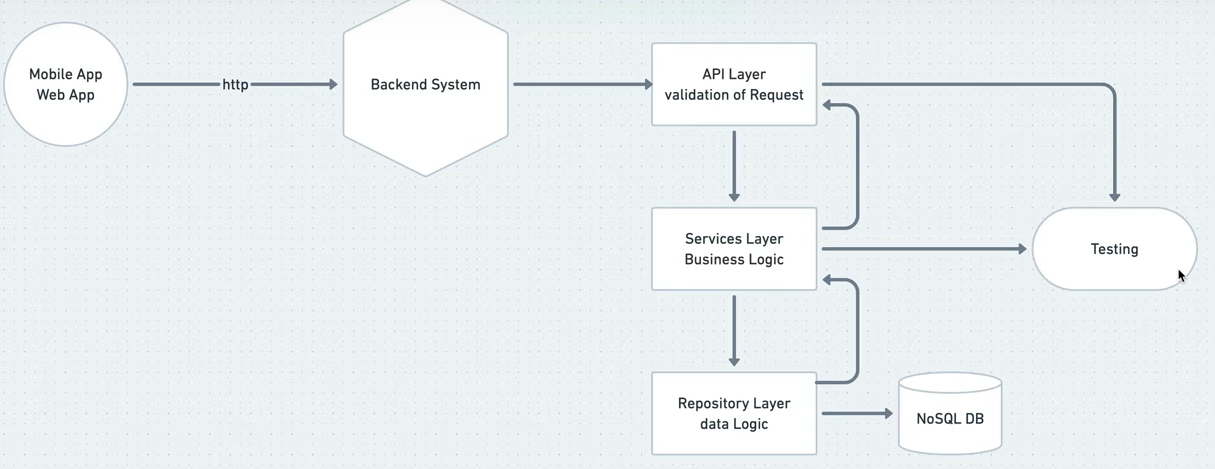 Mobile App
Web App
http
Backend System
API Layer
validation of Request
Services Layer
Business Logic
Testing
Repository Layer
data Logic
NoSQL DB